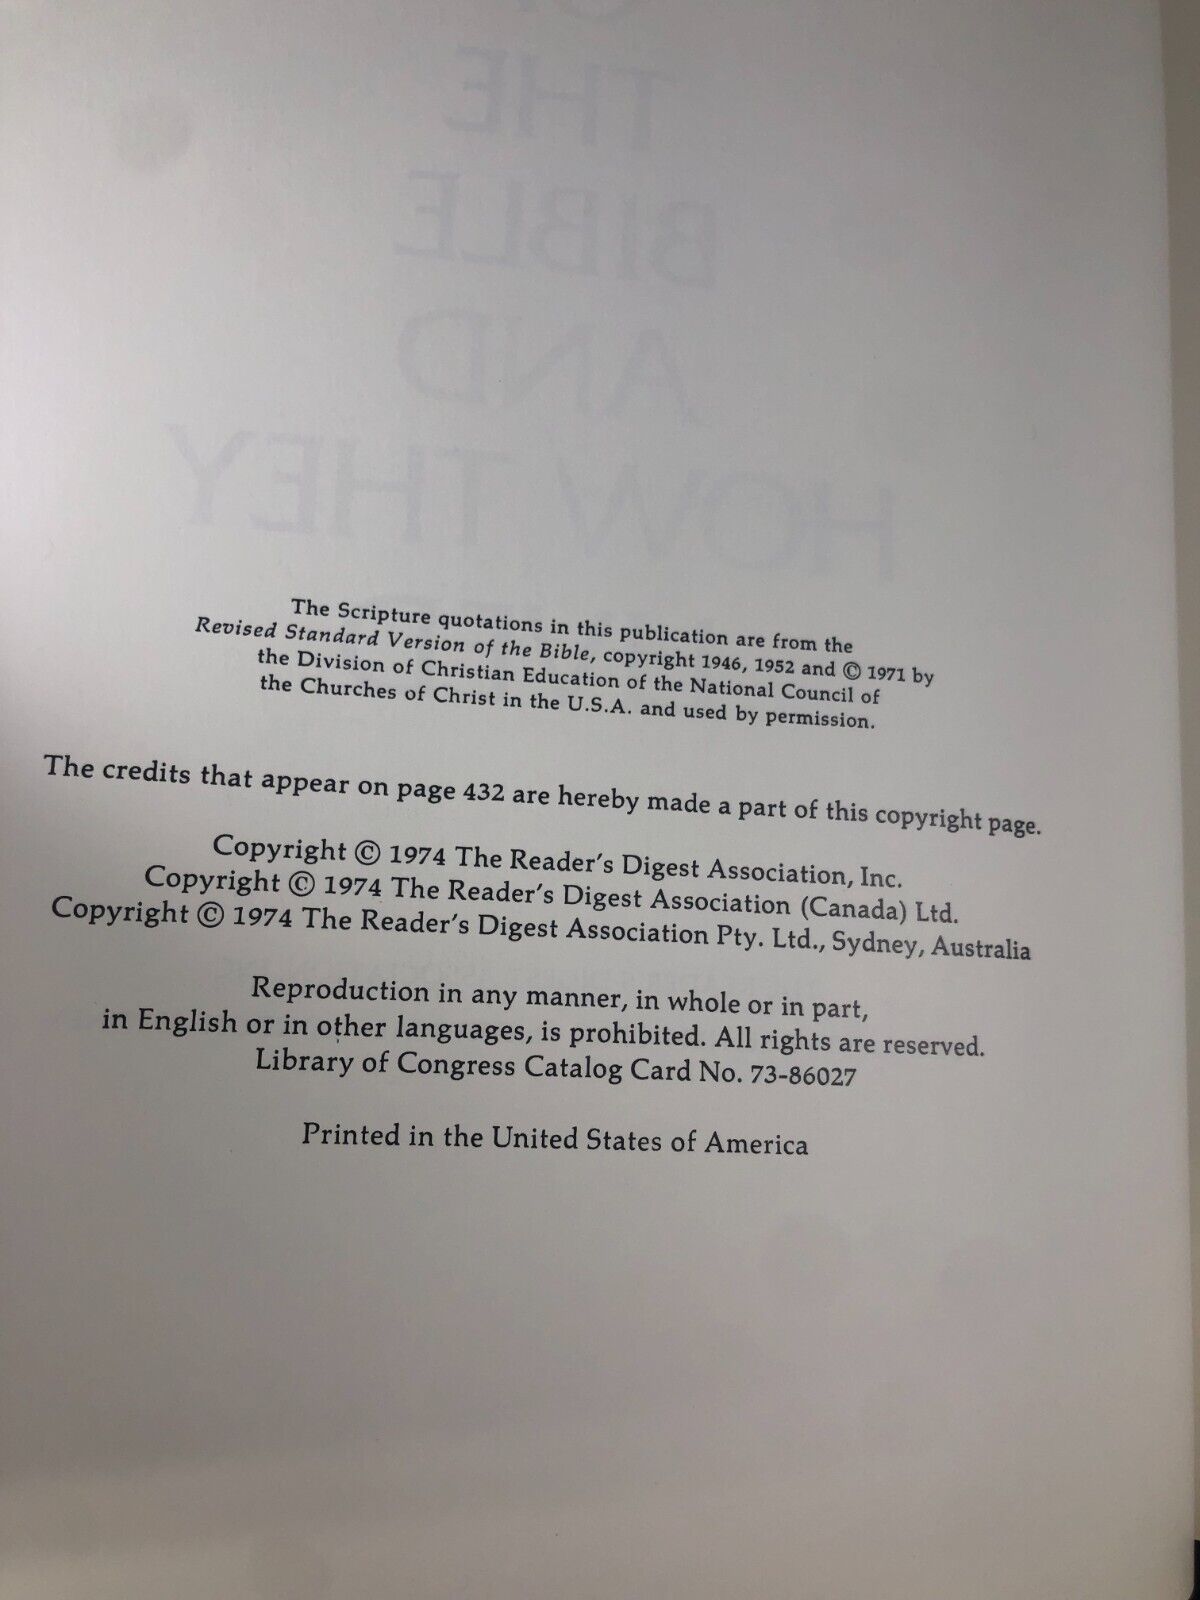 THE
BIBLE
AND
HOW THEY
The Scripture quotations in this publication are from the
Revised Standard Version of the Bible, copyright 1946, 1952 and © 1971 by
the Division of Christian Education of the National Council of
the Churches of Christ in the U.S.A. and used by permission.
The credits that appear on page 432 are hereby made a part of this copyright page.
Copyright © 1974 The Reader's Digest Association, Inc.
Copyright © 1974 The Reader's Digest Association (Canada) Ltd.
Copyright © 1974 The Reader's Digest Association Pty. Ltd., Sydney, Australia
Reproduction in any manner, in whole or in part,
in English or in other languages, is prohibited. All rights are reserved.
Library of Congress Catalog Card No. 73-86027
Printed in the United States of America